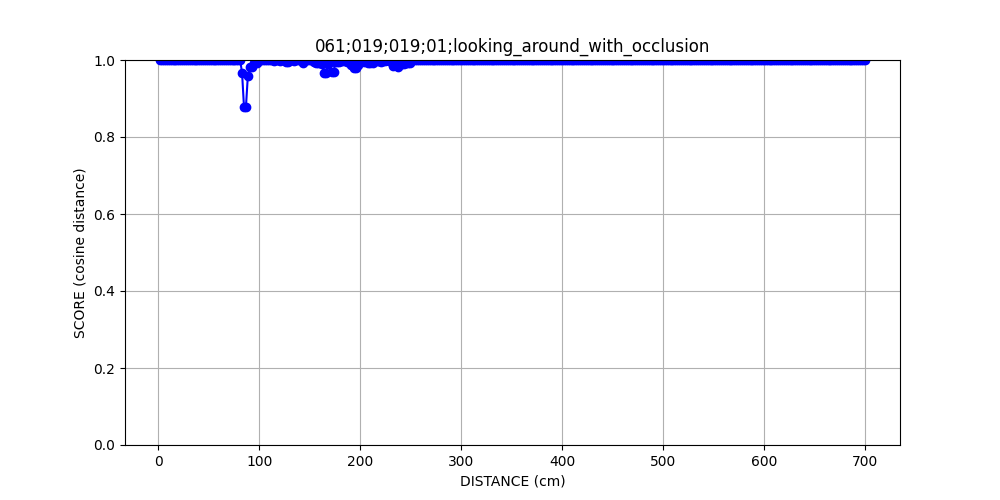 061;019;019;01;looking_around_with_occlusion
1.0
0.8
0.6
0.4
0.2
0.0
SCORE (cosine distance)
0 100 200 300 400 500 600 700
DISTANCE (cm)